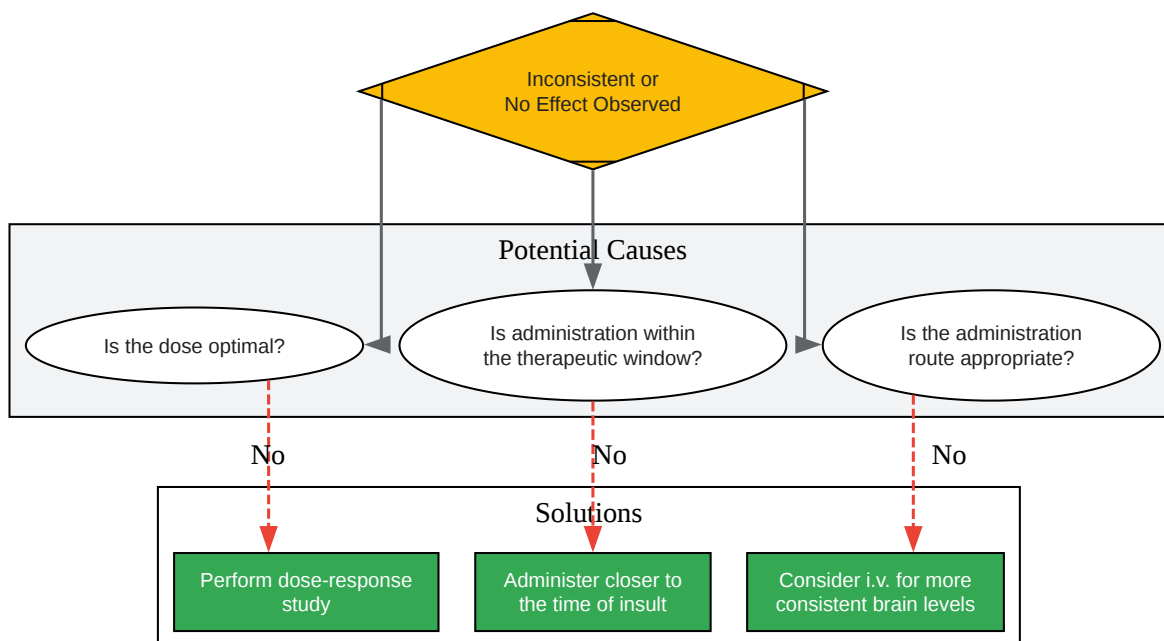 Inconsistent or
No Effect Observed
Potential Causes
Is the dose optimal?
Is administration within
the therapeutic window?
Is the administration
route appropriate?
No
No
No
Solutions
Perform dose-response
study
Administer closer to
the time of insult
Consider i.v. for more
consistent brain levels